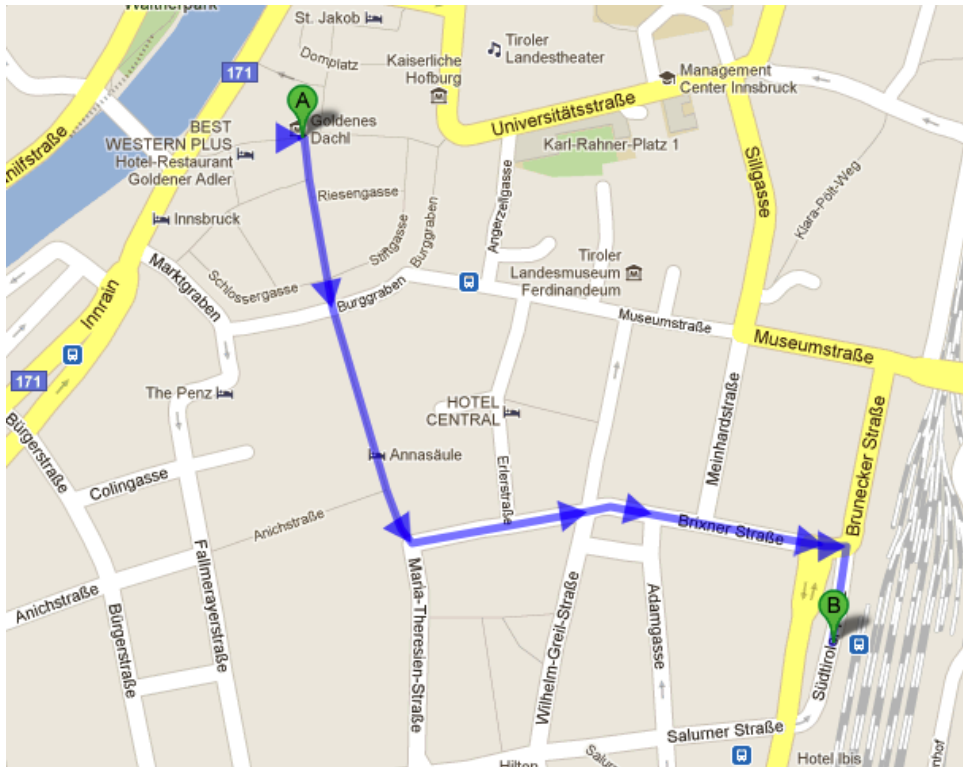 Waltherpark
St. Jakob
Domplatz
Tiroler
Landestheater
Kaiserliche
Hofburg
Management
Center Innsbruck
171
A
Goldenes
Dachl
BEST
WESTERN PLUS
Hotel-Restaurant
Goldener Adler
Universitätsstraße
Karl-Rahner-Platz 1
Sillgasse
Klara-Pölt-Weg
nilfstraße
Riesengasse
Innsbruck
Stiftgasse
Burggraben
Angerzellgasse
Tiroler
Landesmuseum
Ferdinandeum
Marktgraben
Schlossergasse
Burggraben
Innrain
Museumstraße
Museumstraße
171
The Penz
HOTEL
CENTRAL
Meinhardstraße
Brunecker Straße
Bürgerstraße
Colingasse
Annasäule
Erlerstraße
Anichstraße
Brixner Straße
Anichstraße
Fallmerayerstraße
Bürgerstraße
Maria-Theresien-Straße
Wilhelm-Greil-Straße
Adamgasse
B
Südtiroler
Salurner Straße
Hilton
Salu
Hotel Ibis
nhof